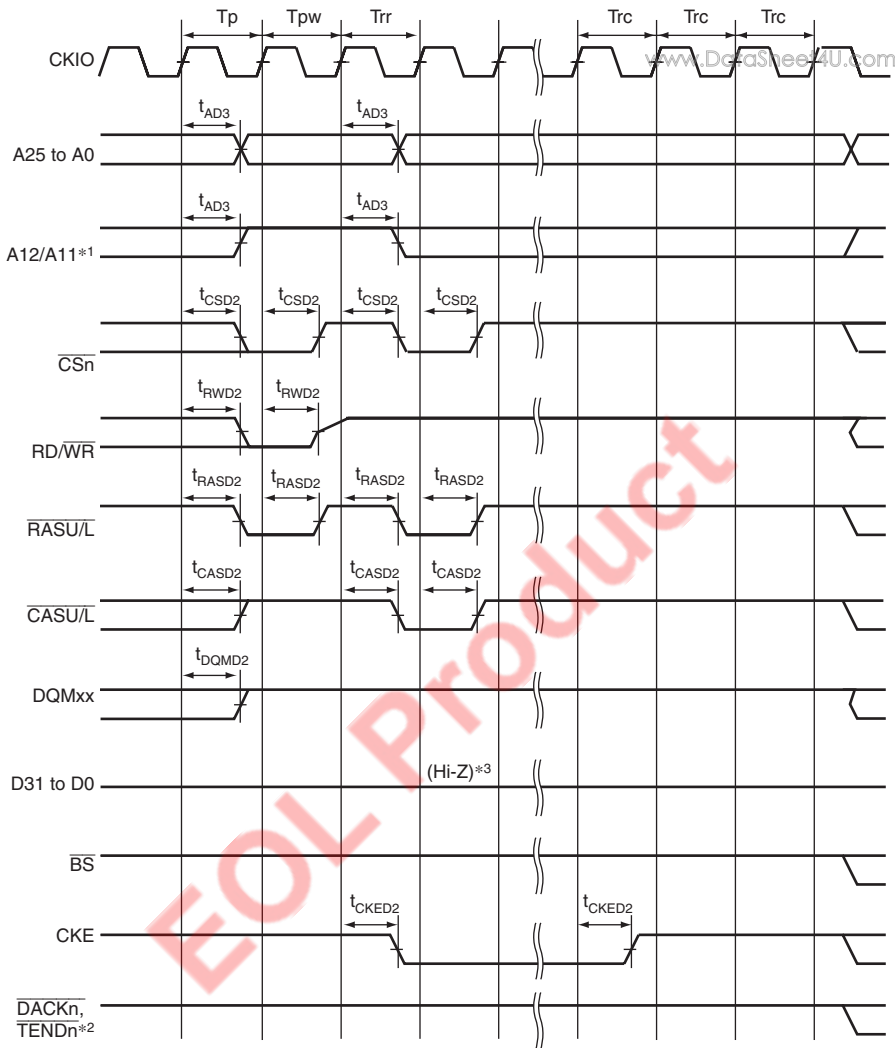 Tp Tpw Trr Trc Trc Trc
CKIO
www.DataSheet4U.com
tAD3 tAD3
A25 to A0
tAD3 tAD3
A12/A11*1
tCSD2 tCSD2 tCSD2 tCSD2
CSn
tRWD2 tRWD2
RD/WR
tRASD2 tRASD2 tRASD2 tRASD2
RASU/L
tCASD2 tCASD2 tCASD2
CASU/L
tDQMD2
DQMxx
(Hi-Z)*3
D31 to D0
BS
tCKED2 tCKED2
CKE
DACKn,
TENDn*2
EOL Product